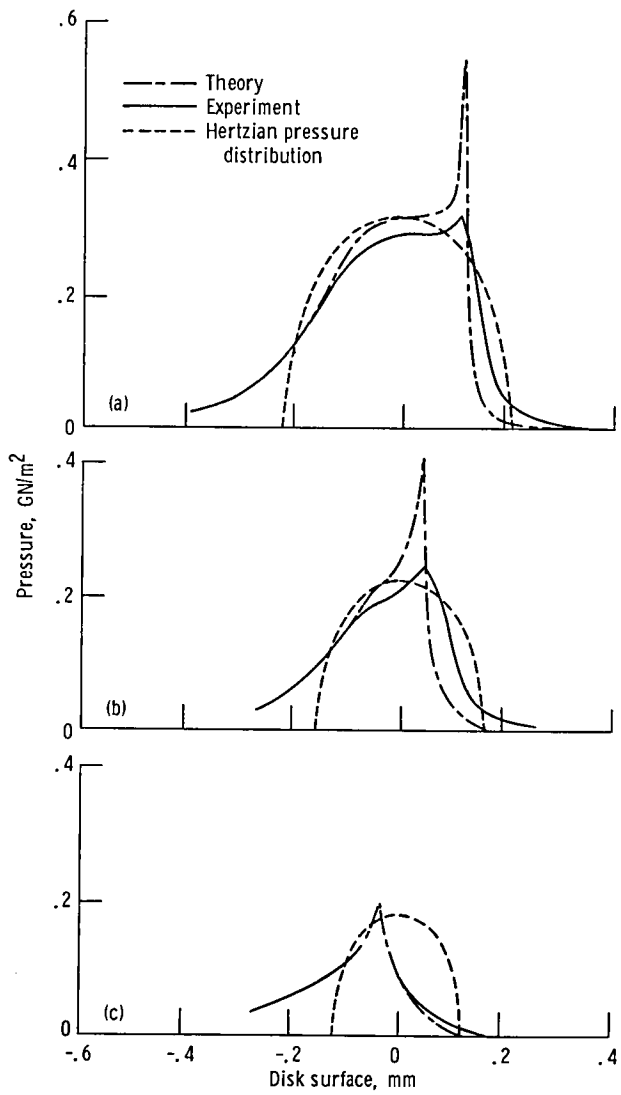 .6
Theory
Experiment
Hertzian pressure
distribution
.4
.2
(a)
0
Pressure, GN/m2
.4
.2
(b)
0
.4
.2
(c)
0
-.6 -.4 -.2 0 .2 .4
Disk surface, mm